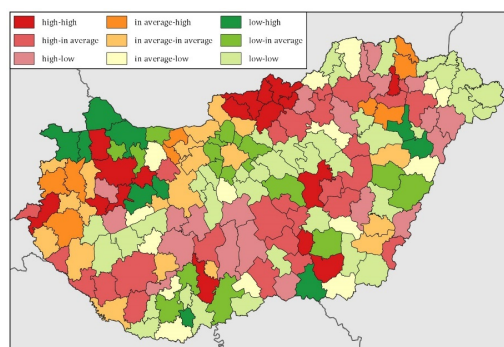 high-high
in average-high
low-high
high-in average
in average-in average
low-in average
high-low
in average-low
low-low